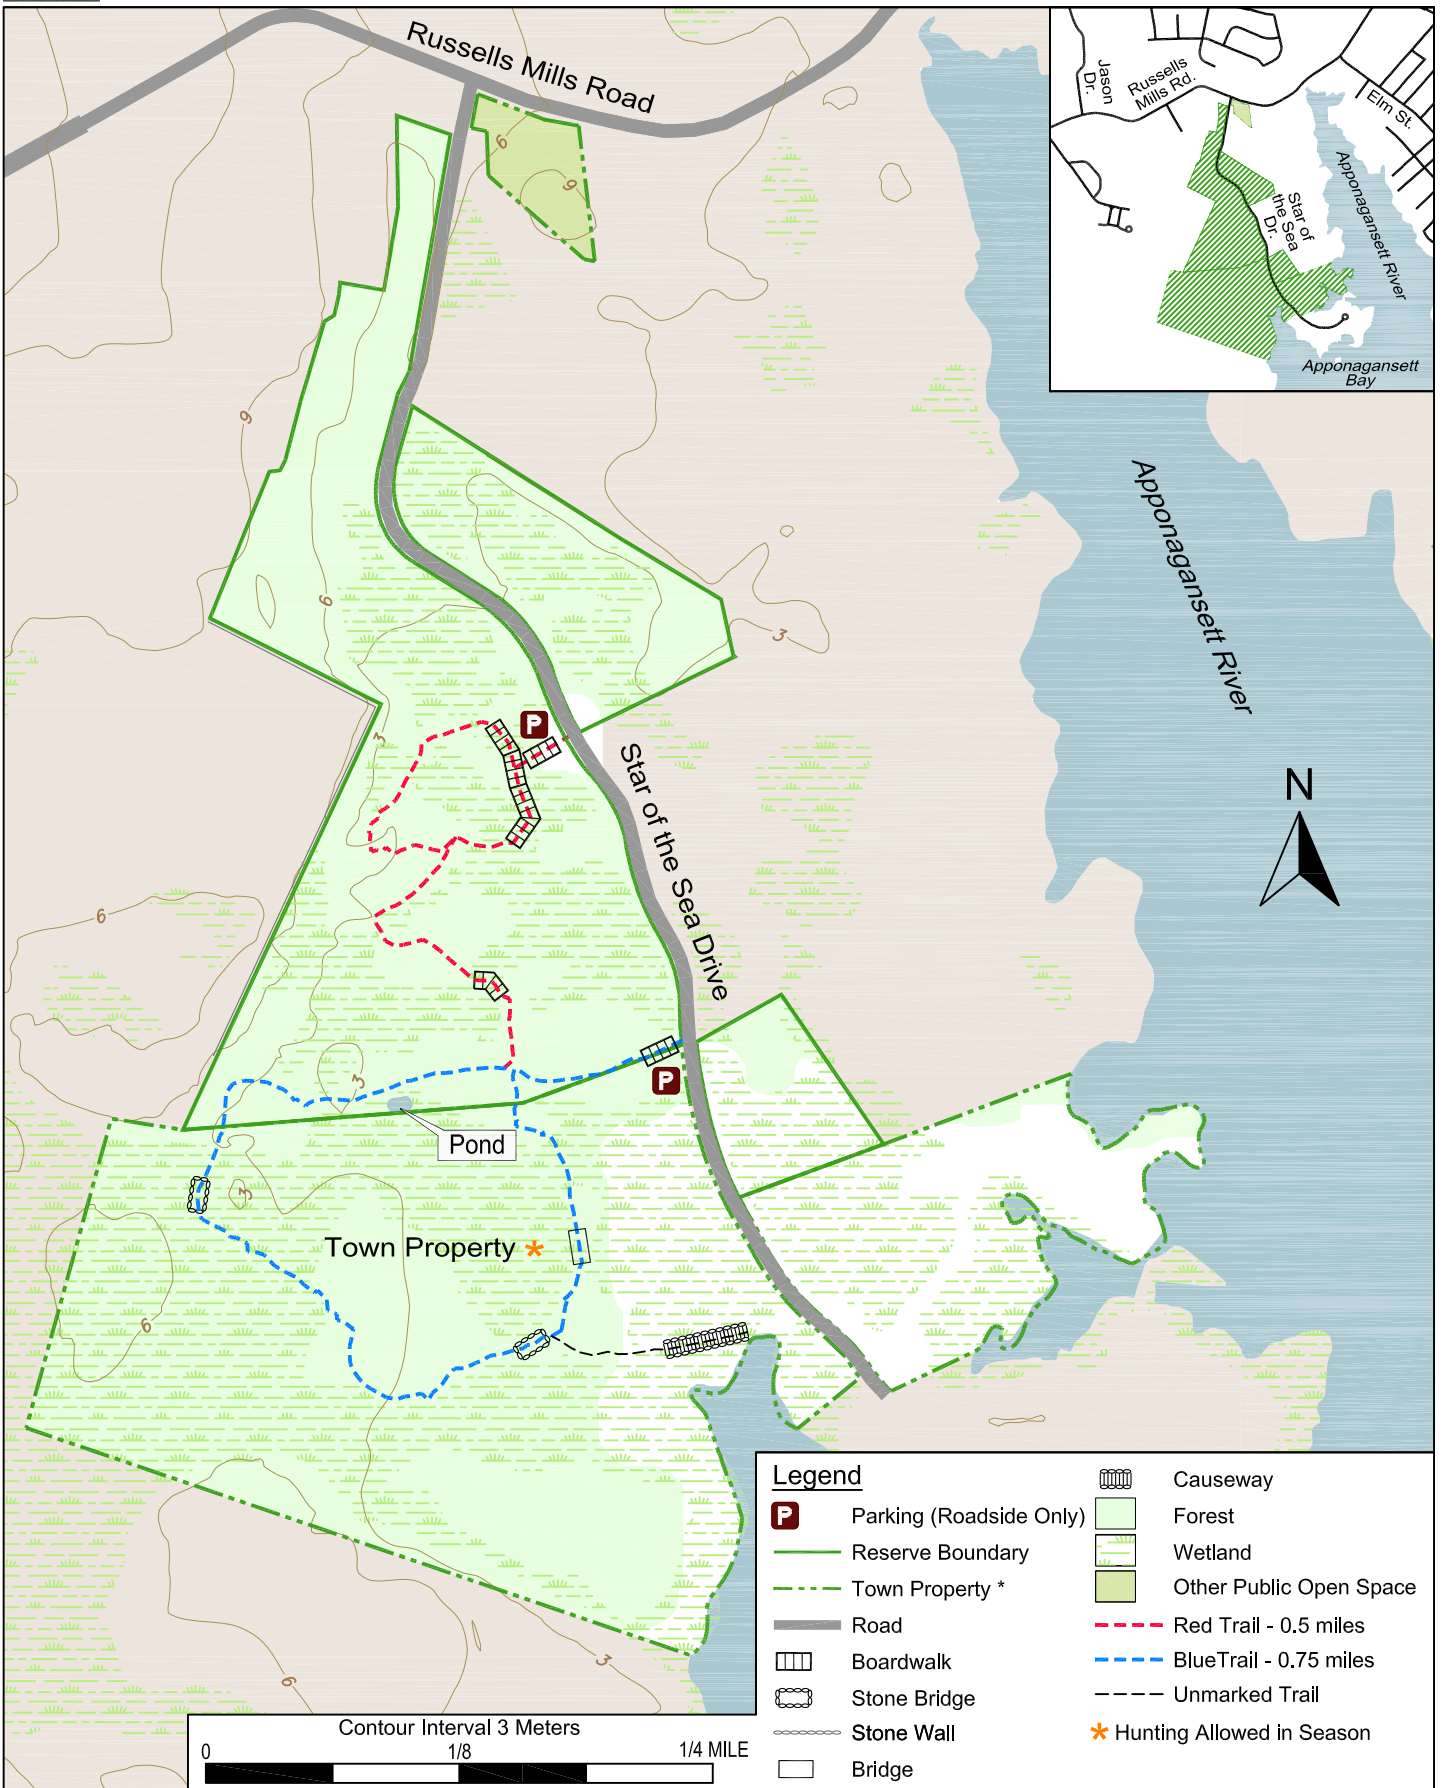 Russells Mills Road
Jason
Dr.
Russells
Mills Rd.
Elm St.
Apponagansett River
Star of
the Sea
Dr.
Apponagansett
Bay
6
9
9
6
3
3
6
3
3
6
6
3
Apponagansett River
P
Star of the Sea Drive
N
P
Pond
Town Property *
Legend
P Parking (Roadside Only)
Reserve Boundary
Town Property *
Road
Boardwalk
Stone Bridge
Stone Wall
Bridge
Causeway
Forest
Wetland
Other Public Open Space
Red Trail - 0.5 miles
BlueTrail - 0.75 miles
Unmarked Trail
* Hunting Allowed in Season
Contour Interval 3 Meters
0 1/8 1/4 MILE